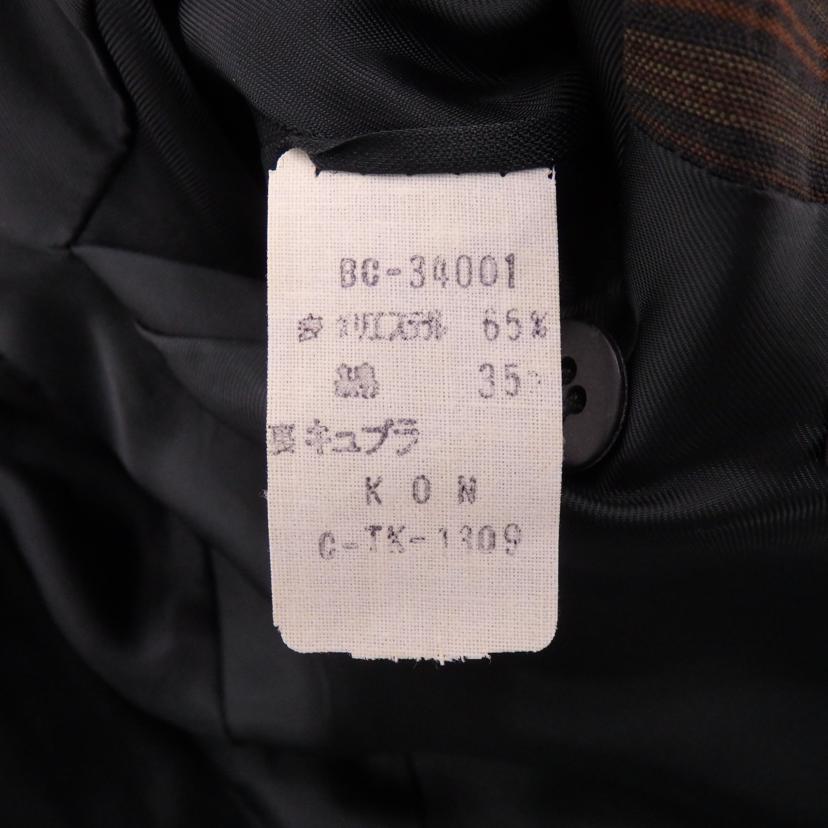 BC-34001
表 ポリエステル 65%
綿 35%
裏 キュプラ
KON
C-TK-1309